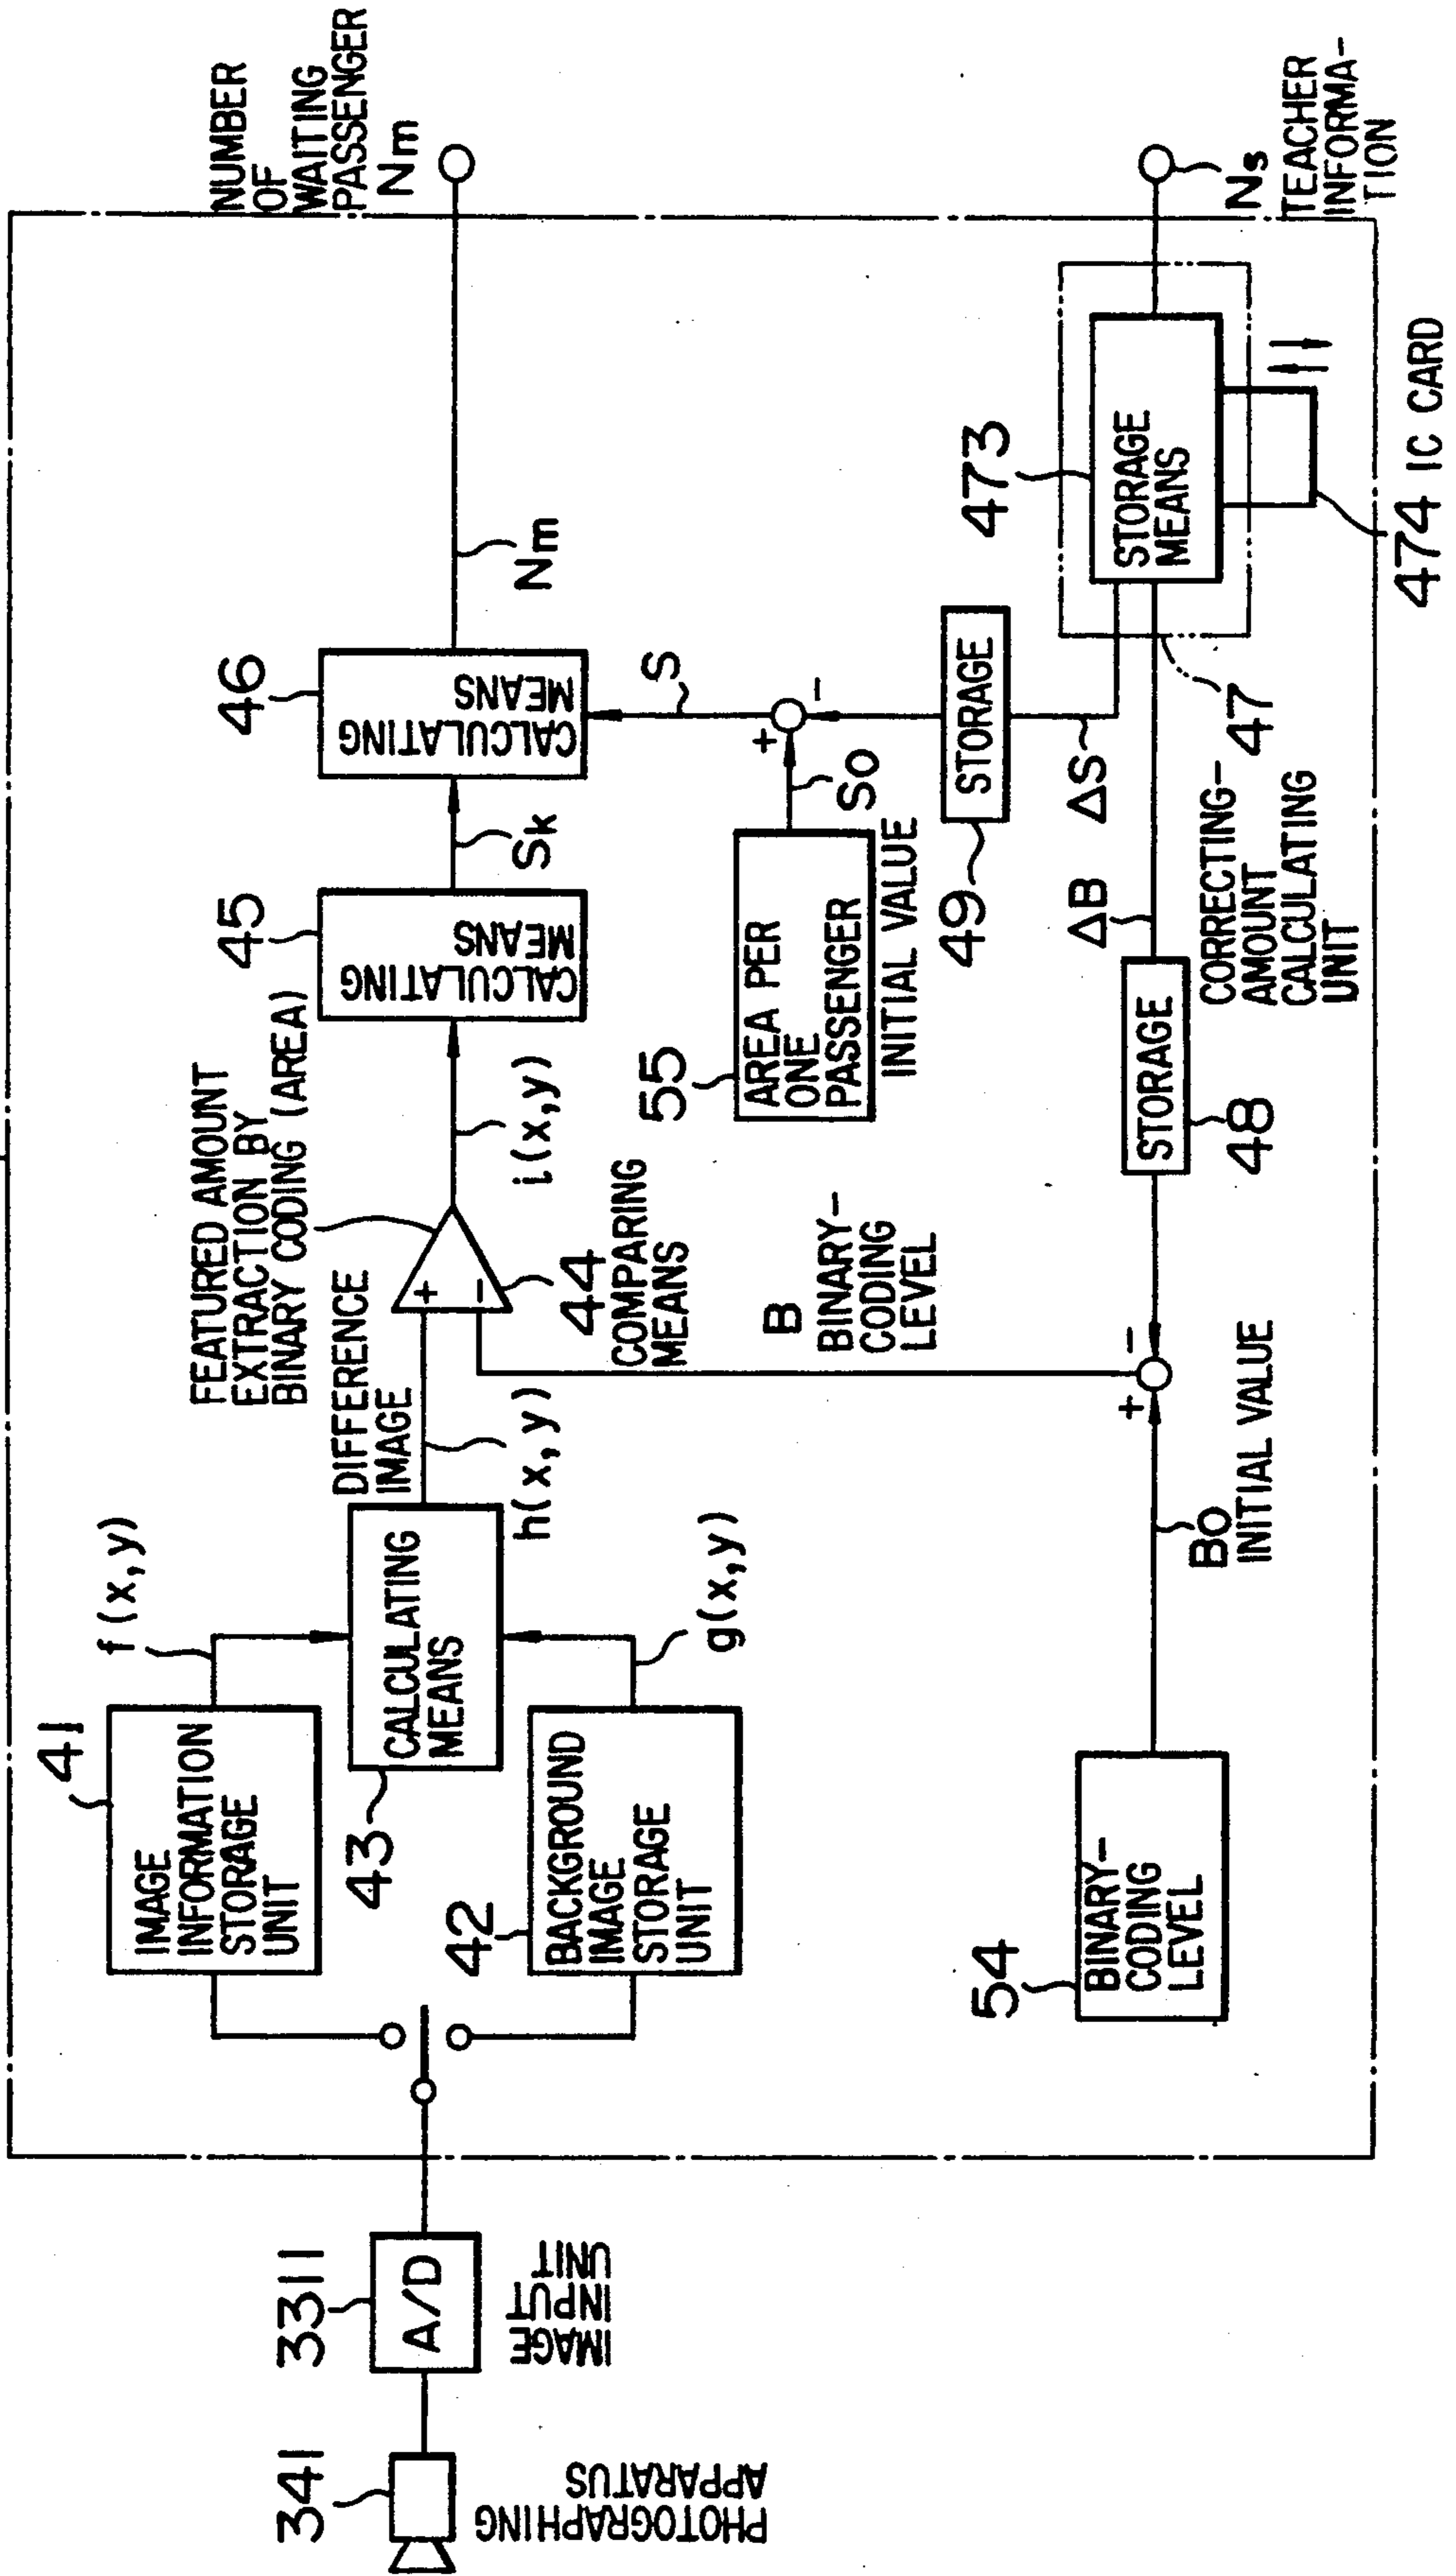 341
PHOTOGRAPHING
APPARATUS
3311
A/D
IMAGE
INPUT
UNIT
41
IMAGE
INFORMATION
STORAGE
UNIT
f(x,y)
43
CALCULATING
MEANS
42
BACKGROUND
IMAGE
STORAGE
UNIT
g(x,y)
DIFFERENCE
IMAGE
h(x,y)
FEATURED AMOUNT
EXTRACTION BY
BINARY CODING (AREA)
+
-
44
COMPARING
MEANS
i(x,y)
45
CALCULATING
MEANS
Sk
46
CALCULATING
MEANS
Nm
NUMBER
OF
WAITING
PASSENGER
Nm
B
BINARY-
CODING
LEVEL
55
AREA PER
ONE
PASSENGER
INITIAL VALUE
So
+
-
S
49
STORAGE
ΔS
54
BINARY-
CODING
LEVEL
Bo
INITIAL VALUE
+
-
STORAGE
48
ΔB
CORRECTING-
AMOUNT
CALCULATING
UNIT
47
473
STORAGE
MEANS
474 IC CARD
Ns
TEACHER
INFORMA-
TION